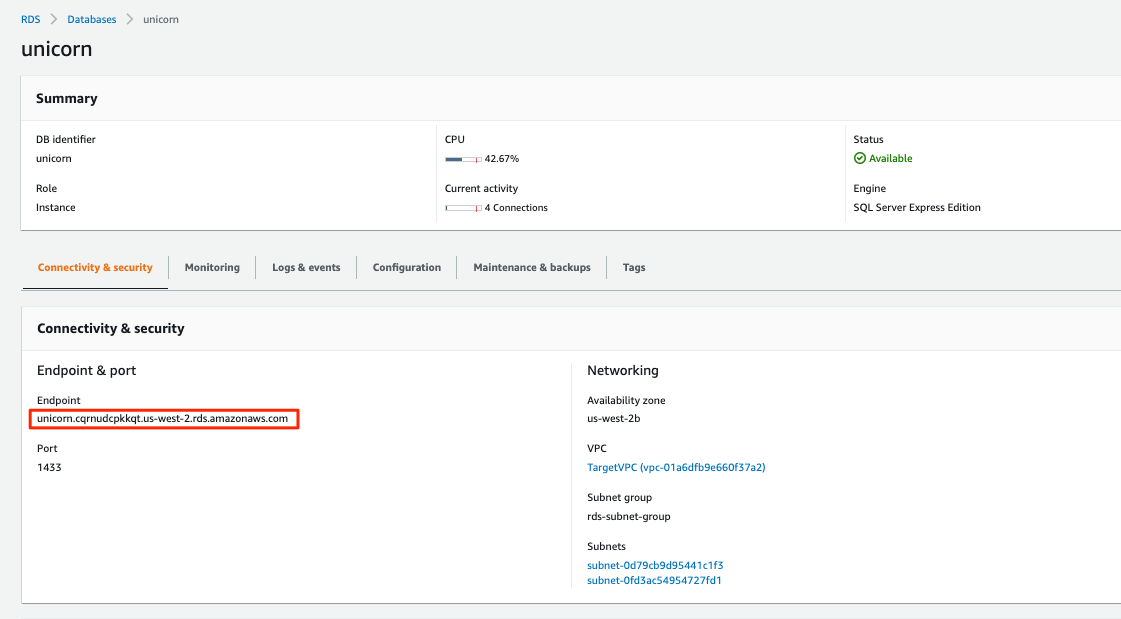 RDS > Databases > unicorn
unicorn
Summary
DB identifier
unicorn
CPU
42.67%
Status
Available
Role
Instance
Current activity
4 Connections
Engine
SQL Server Express Edition
Connectivity & security
Monitoring
Logs & events
Configuration
Maintenance & backups
Tags
Connectivity & security
Endpoint & port
Endpoint
unicorn.cqrnudcpkkqt.us-west-2.rds.amazonaws.com
Port
1433
Networking
Availability zone
us-west-2b
VPC
TargetVPC (vpc-01a6dfb9e660f37a2)
Subnet group
rds-subnet-group
Subnets
subnet-0d79cb9d95441c1f3
subnet-0fd3ac54954727fd1